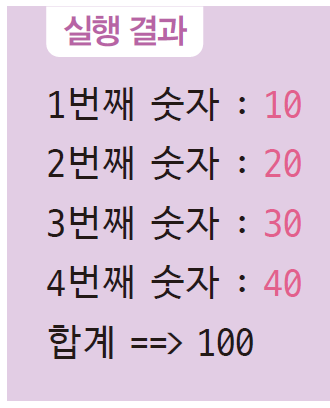 실행 결과
1번째 숫자 : 10
2번째 숫자 : 20
3번째 숫자 : 30
4번째 숫자 : 40
합계 ==> 100